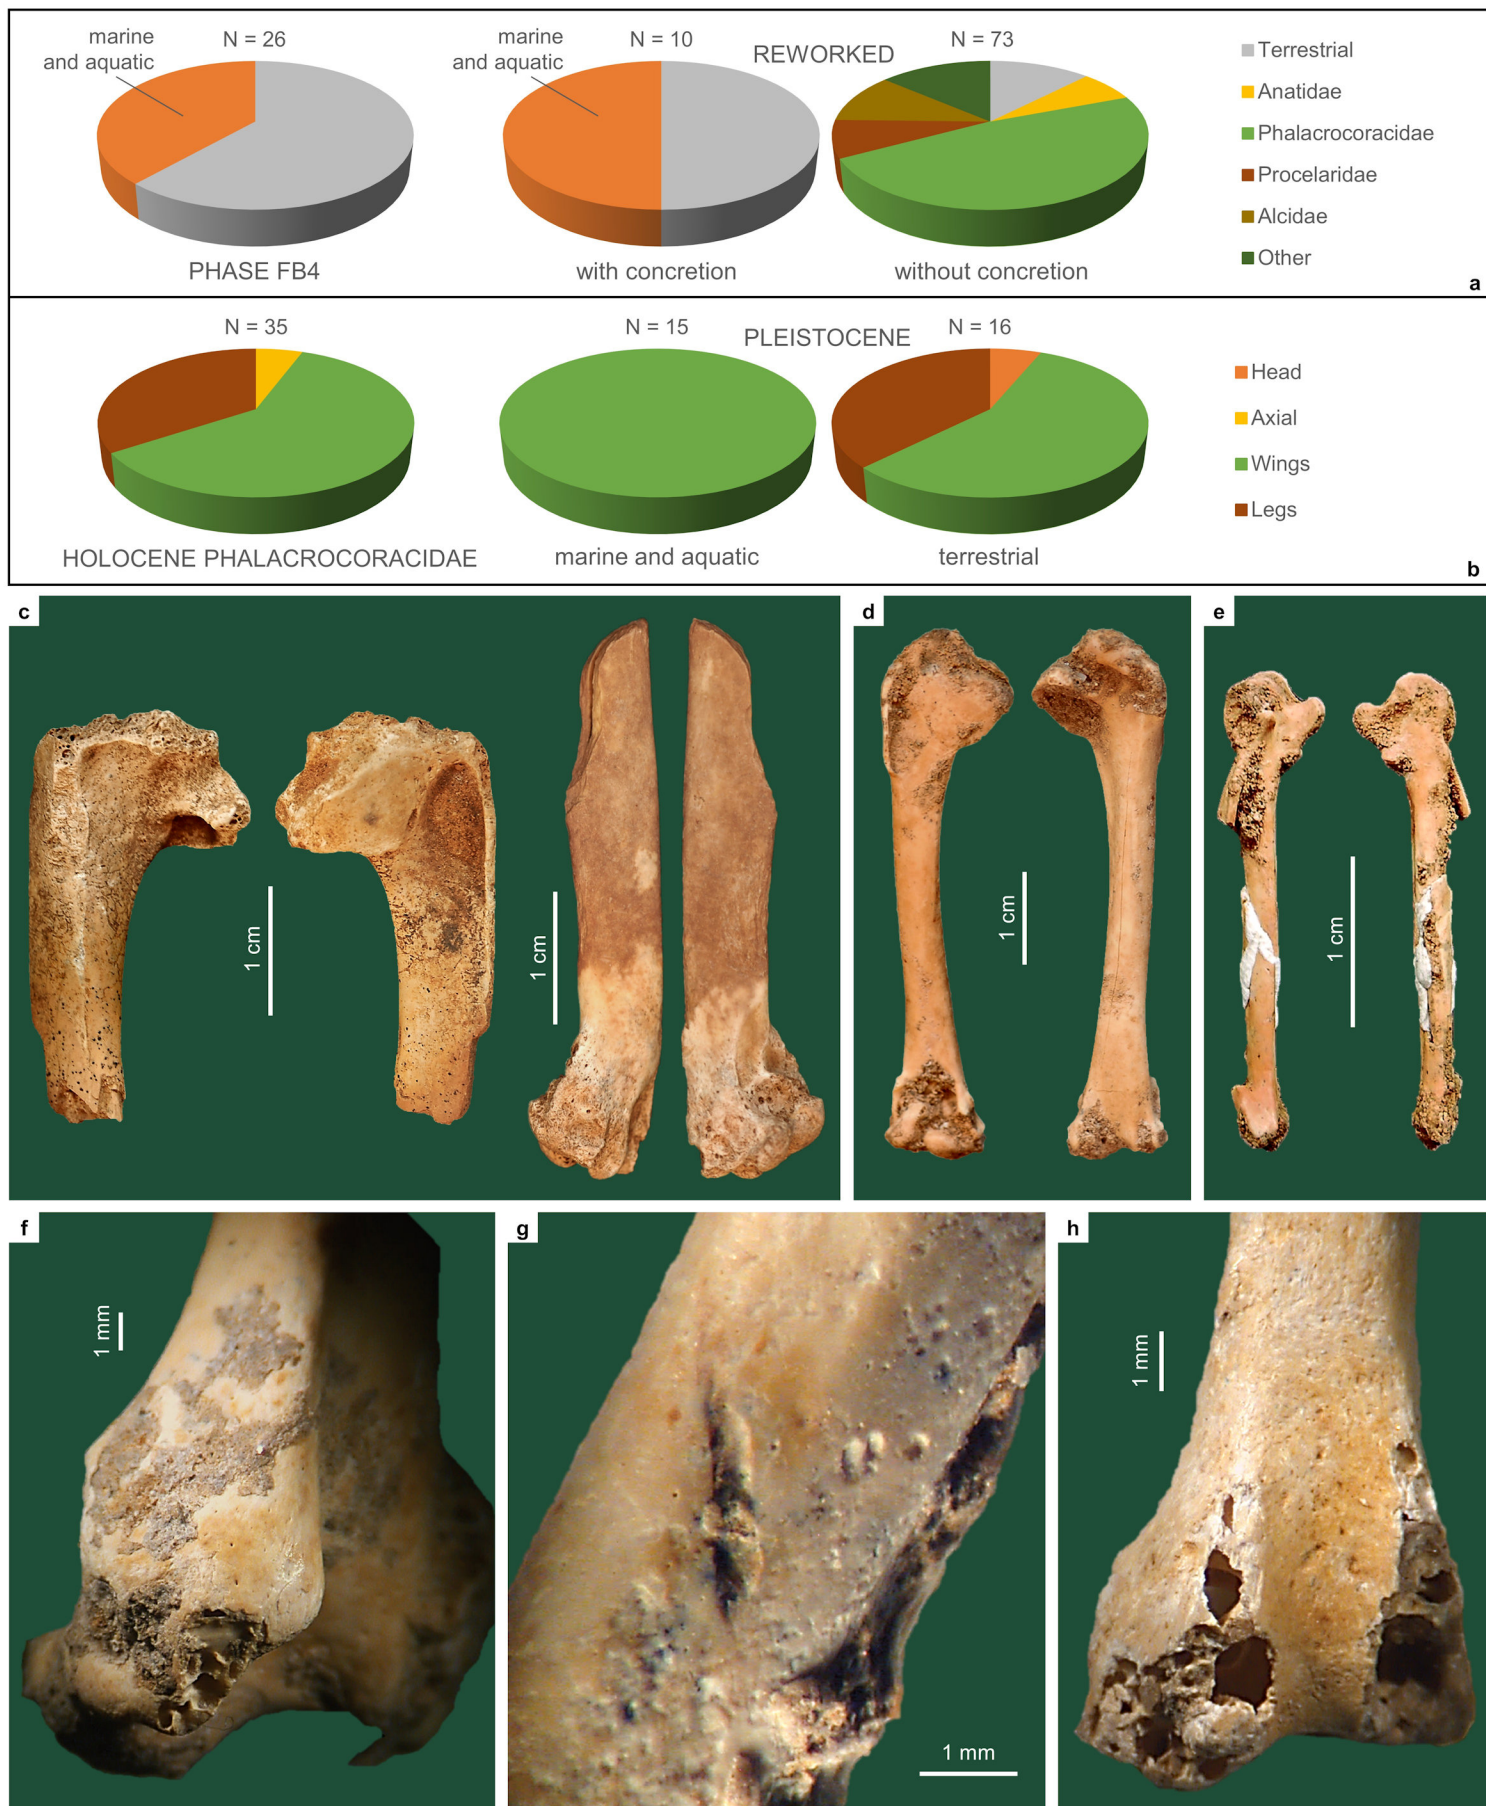 marine
and aquatic
N = 26
PHASE FB4
marine
and aquatic
N = 10
REWORKED
N = 73
with concretion
without concretion
Terrestrial
Anatidae
Phalacrocoracidae
Procelaridae
Alcidae
Other
a
N = 35
HOLOCENE PHALACROCORACIDAE
N = 15
PLEISTOCENE
N = 16
marine and aquatic
terrestrial
Head
Axial
Wings
Legs
b
c
1 cm
1 cm
d
1 cm
e
1 cm
f
1 mm
g
1 mm
h
1 mm